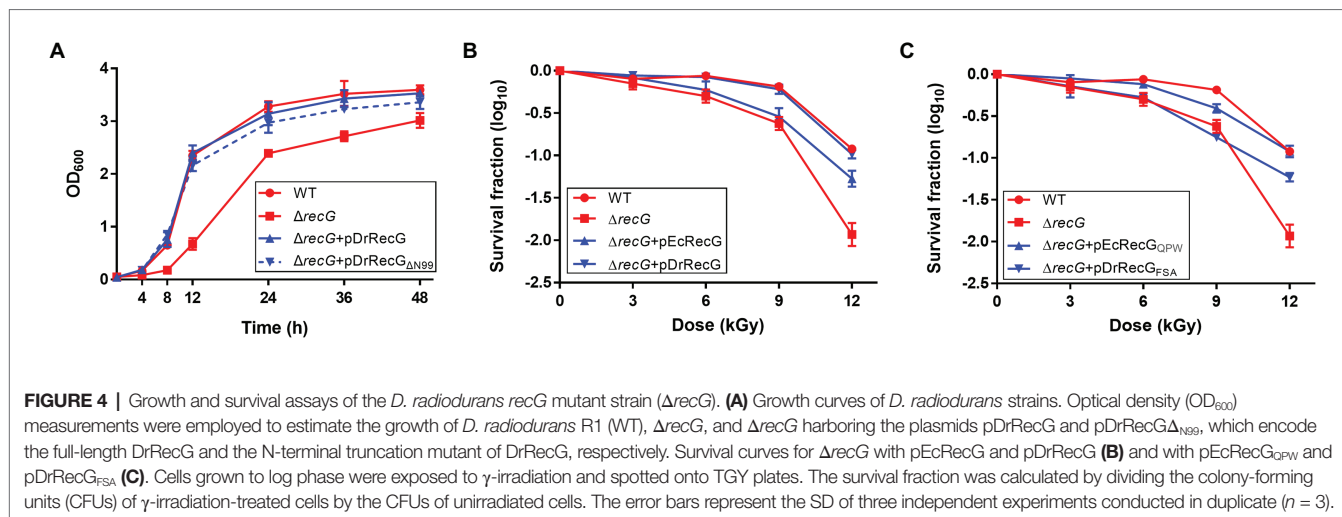 A
OD600
4
3
2
1
0
4 8 12 24 36 48
Time (h)
WT
ΔrecG
ΔrecG+pDrRecG
ΔrecG+pDrRecGΔN99
B
Survival fraction (log10)
0.0
-0.5
-1.0
-1.5
-2.0
-2.5
0 3 6 9 12
Dose (kGy)
WT
ΔrecG
ΔrecG+pEcRecG
ΔrecG+pDrRecG
C
Survival fraction (log10)
0.0
-0.5
-1.0
-1.5
-2.0
-2.5
0 3 6 9 12
Dose (kGy)
WT
ΔrecG
ΔrecG+pEcRecGQPW
ΔrecG+pDrRecGFSA
FIGURE 4 | Growth and survival assays of the D. radiodurans recG mutant strain (ΔrecG). (A) Growth curves of D. radiodurans strains. Optical density (OD600)
measurements were employed to estimate the growth of D. radiodurans R1 (WT), ΔrecG, and ΔrecG harboring the plasmids pDrRecG and pDrRecGΔN99, which encode
the full-length DrRecG and the N-terminal truncation mutant of DrRecG, respectively. Survival curves for ΔrecG with pEcRecG and pDrRecG (B) and with pEcRecGQPW and
pDrRecGFSA (C). Cells grown to log phase were exposed to γ-irradiation and spotted onto TGY plates. The survival fraction was calculated by dividing the colony-forming
units (CFUs) of γ-irradiation-treated cells by the CFUs of unirradiated cells. The error bars represent the SD of three independent experiments conducted in duplicate (n = 3).